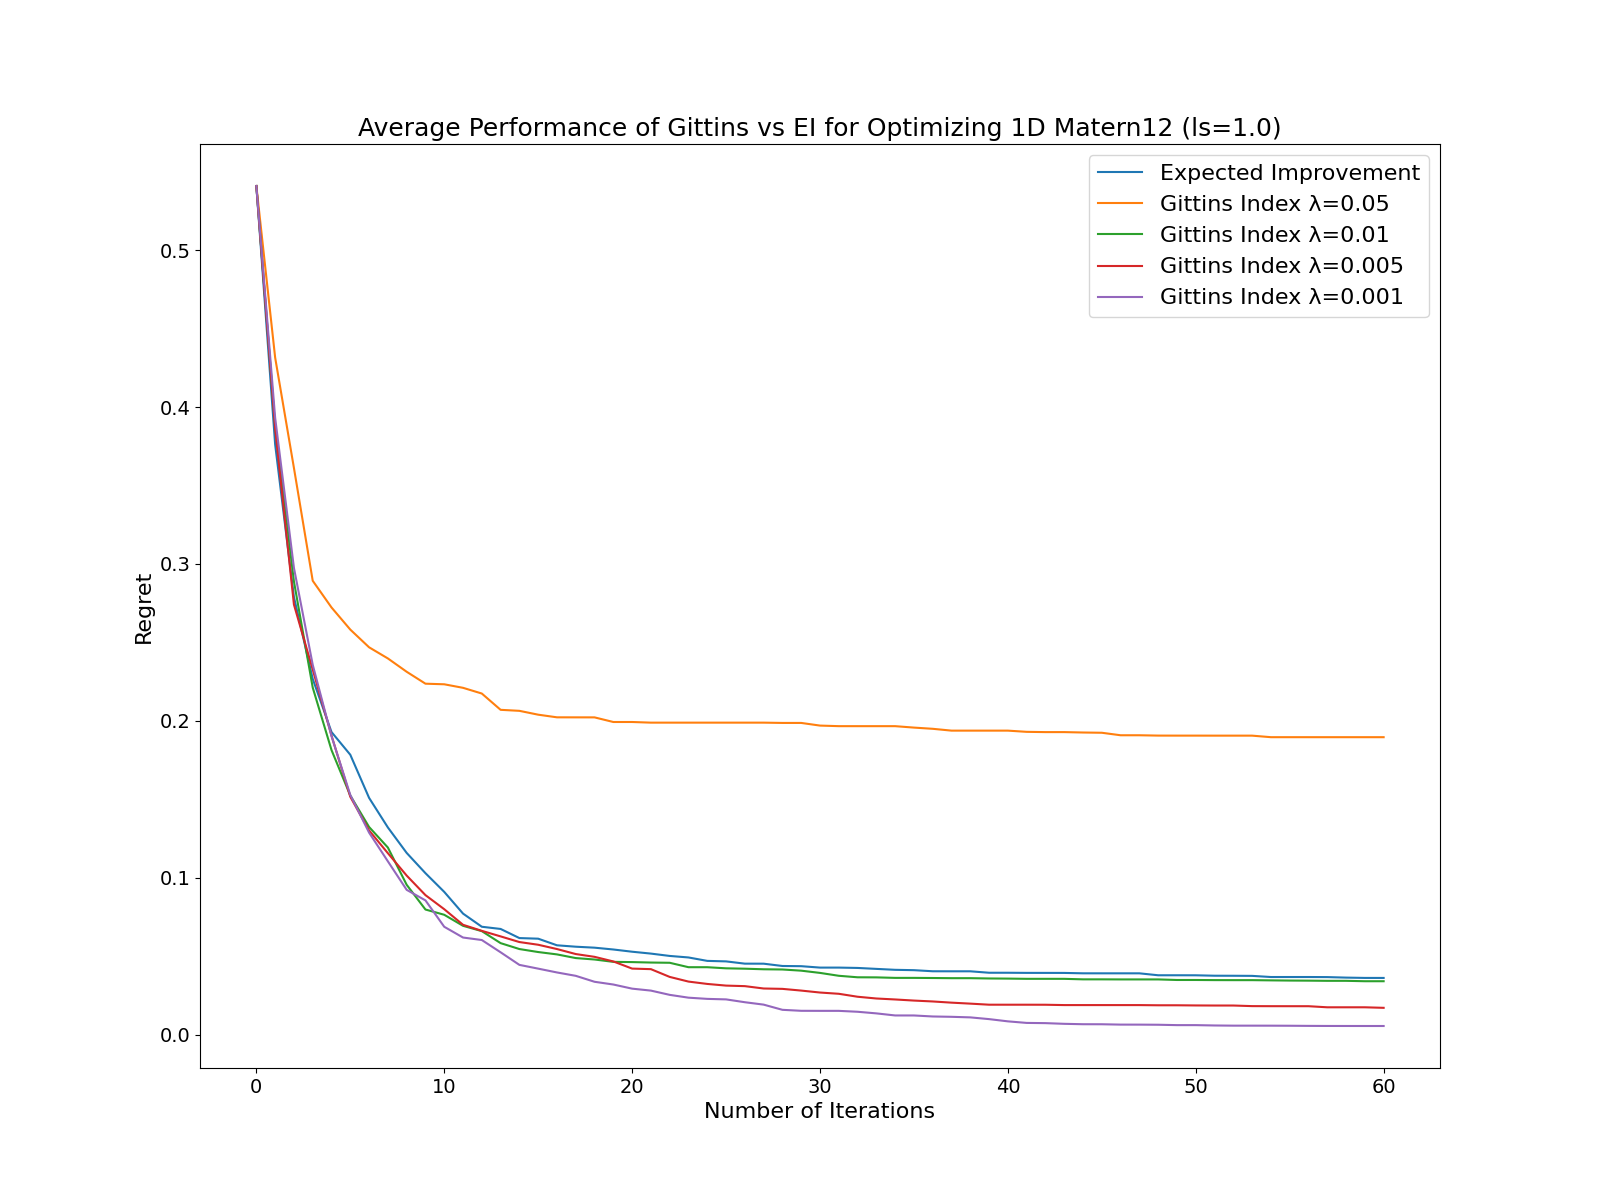 Average Performance of Gittins vs EI for Optimizing 1D Matern12 (ls=1.0)
Expected Improvement
Gittins Index λ=0.05
Gittins Index λ=0.01
Gittins Index λ=0.005
Gittins Index λ=0.001
Regret
0.5
0.4
0.3
0.2
0.1
0.0
0
10
20
30
40
50
60
Number of Iterations